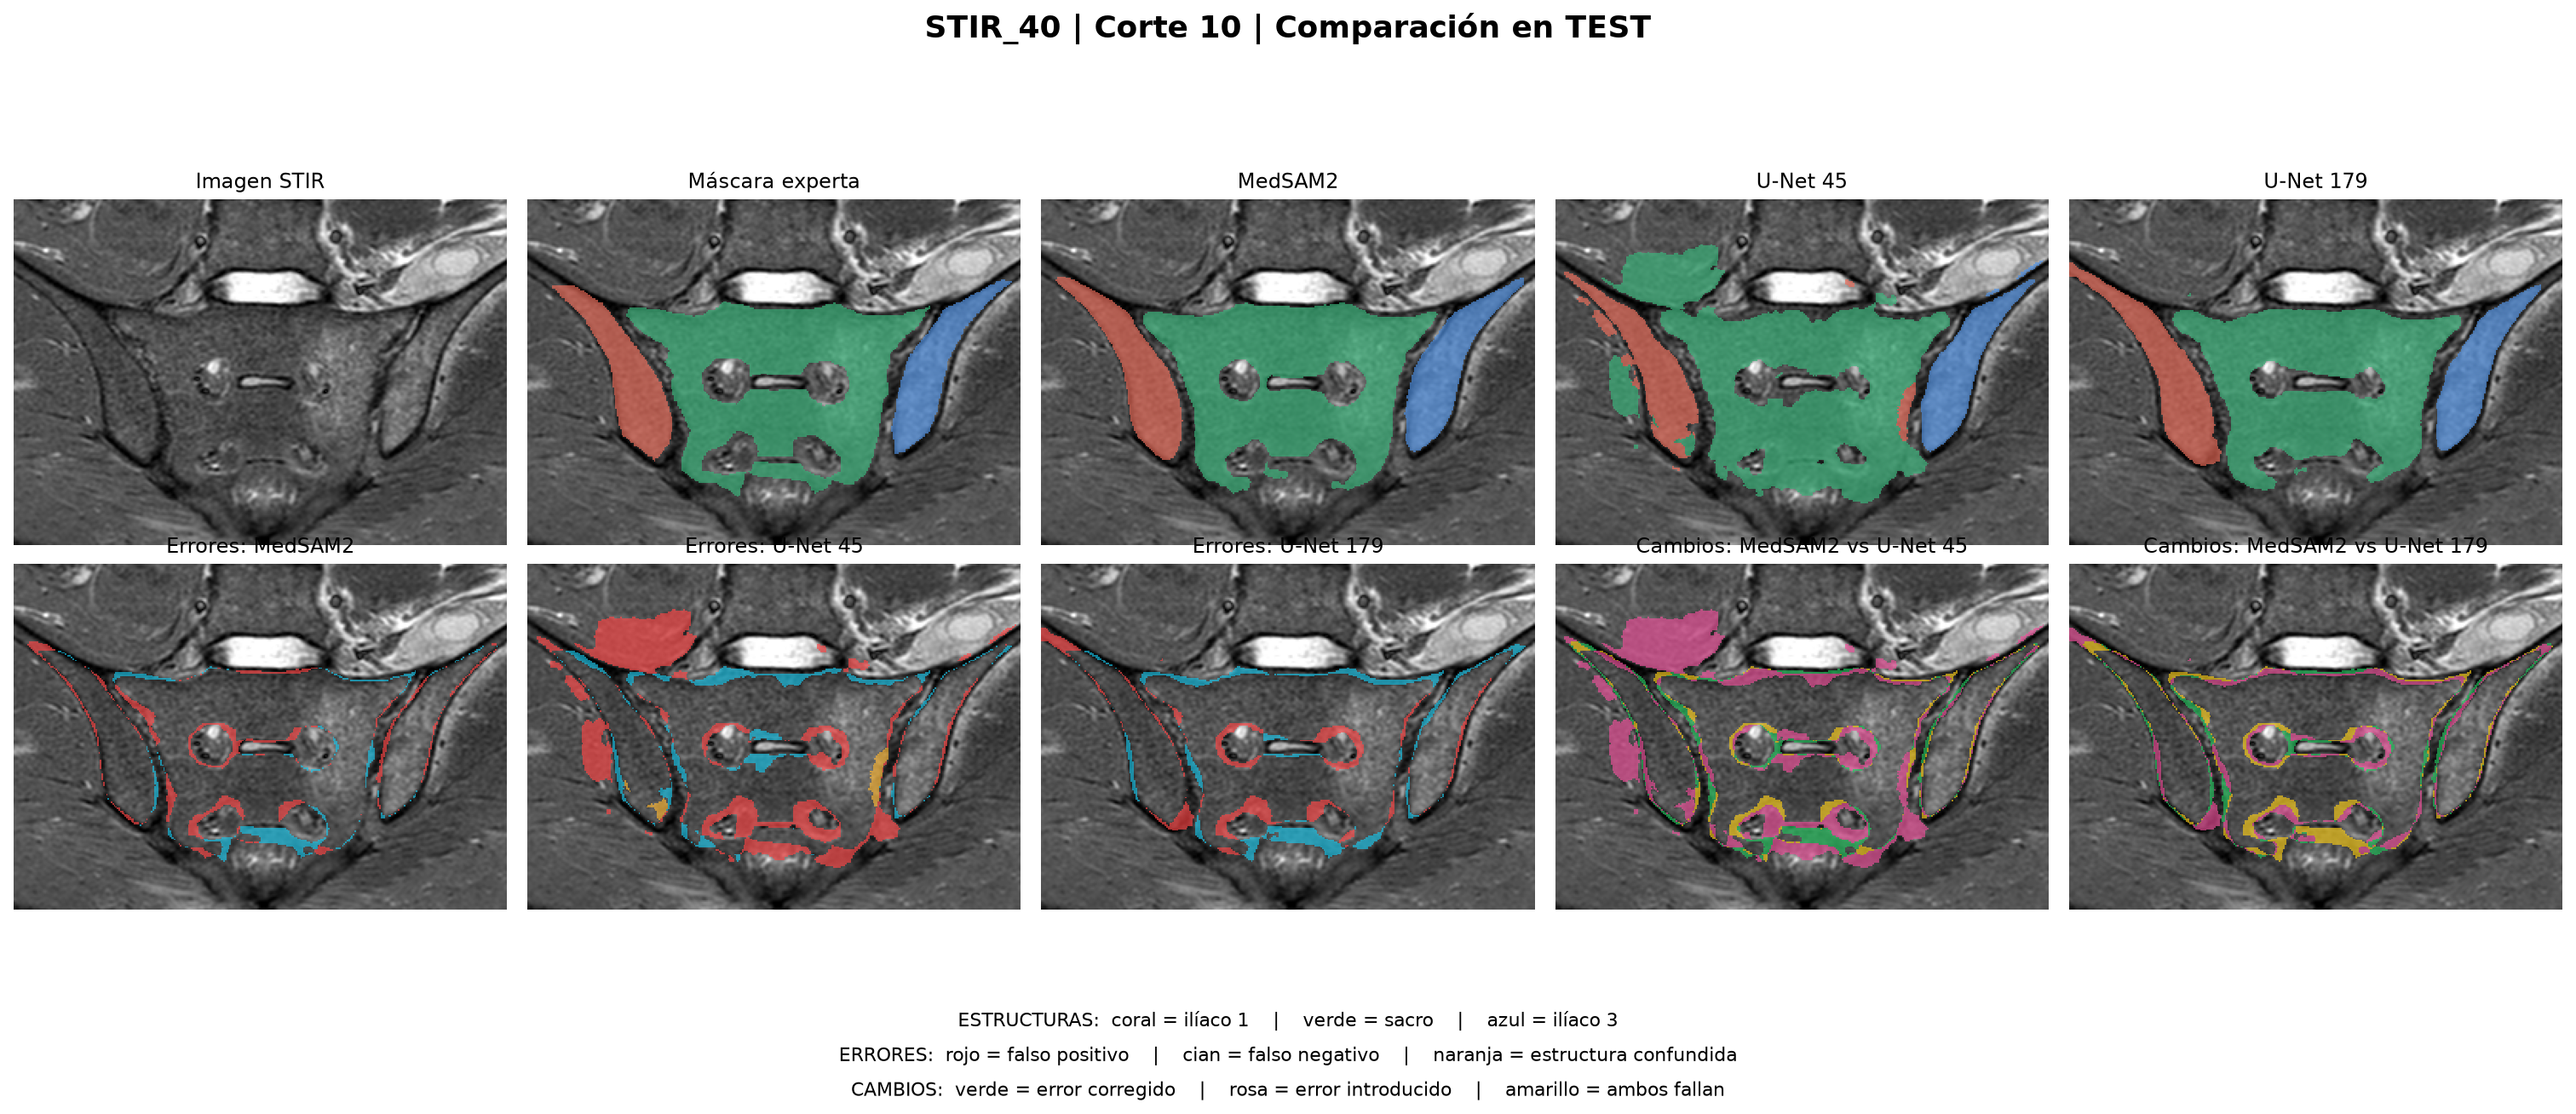 STIR_40 | Corte 10 | Comparación en TEST
Imagen STIR
Máscara experta
MedSAM2
U-Net 45
U-Net 179
Errores: MedSAM2
Errores: U-Net 45
Errores: U-Net 179
Cambios: MedSAM2 vs U-Net 45
Cambios: MedSAM2 vs U-Net 179
ESTRUCTURAS: coral = ilíaco 1 | verde = sacro | azul = ilíaco 3
ERRORES: rojo = falso positivo | cian = falso negativo | naranja = estructura confundida
CAMBIOS: verde = error corregido | rosa = error introducido | amarillo = ambos fallan